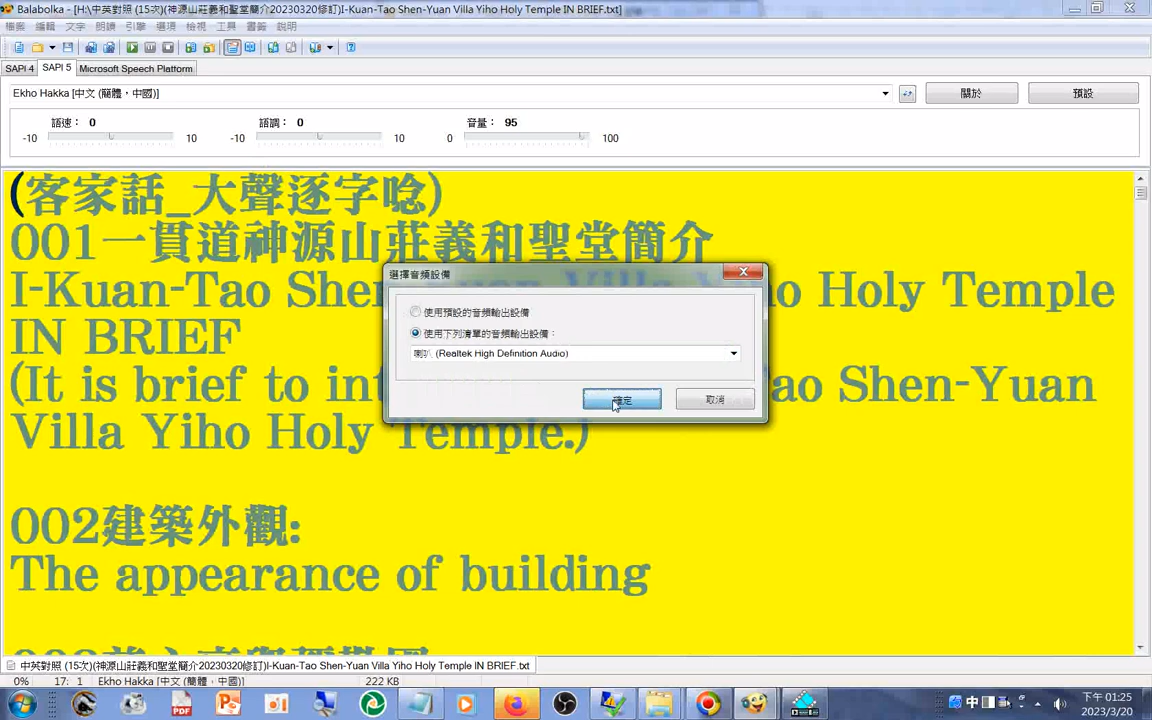 Balabolka - [H:\中英對照 (15次)(神源山莊義和聖堂簡介20230320修訂)I-Kuan-Tao Shen-Yuan Villa Yiho Holy Temple IN BRIEF.txt]
檔案 編輯 文字 朗讀 引擎 選項 檢視 工具 書籤 說明
SAPI 4 SAPI 5 Microsoft Speech Platform
Ekho Hakka [中文 (簡體，中國)] 關於 預設
語速： 0 語調： 0 音量： 95
-10 10 -10 10 0 100
(客家話_大聲逐字唸)
001一貫道神源山莊義和聖堂簡介
I-Kuan-Tao Shen-Yuan Villa Yiho Holy Temple
IN BRIEF
(It is brief to int ao Shen-Yuan
Villa Yiho Holy Temple.)
選擇音頻設備
使用預設的音頻輸出設備
使用下列清單的音頻輸出設備：
喇叭 (Realtek High Definition Audio)
確定 取消
002建築外觀:
The appearance of building
中英對照 (15次)(神源山莊義和聖堂簡介20230320修訂)I-Kuan-Tao Shen-Yuan Villa Yiho Holy Temple IN BRIEF.txt
0% 17: 1 Ekho Hakka [中文 (簡體，中國)] 222 KB
PDF
中
下午 01:25
2023/3/20